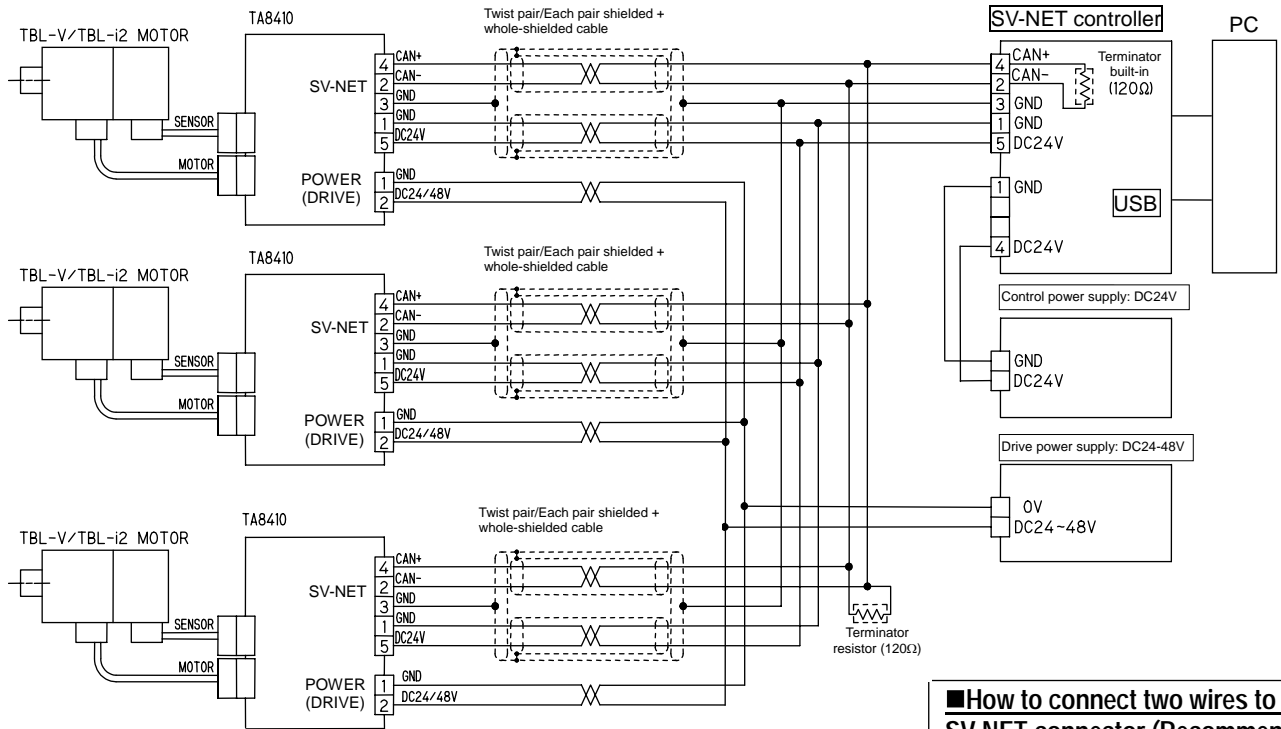 TBL-V/TBL-i2 MOTOR
SENSOR
MOTOR
TA8410
SV-NET
4 CAN+
2 CAN-
3 GND
1 GND
5 DC24V
POWER
(DRIVE)
1 GND
2 DC24/48V
Twist pair/Each pair shielded +
whole-shielded cable
TBL-V/TBL-i2 MOTOR
SENSOR
MOTOR
TA8410
SV-NET
4 CAN+
2 CAN-
3 GND
1 GND
5 DC24V
POWER
(DRIVE)
1 GND
2 DC24/48V
Twist pair/Each pair shielded +
whole-shielded cable
TBL-V/TBL-i2 MOTOR
SENSOR
MOTOR
TA8410
SV-NET
4 CAN+
2 CAN-
3 GND
1 GND
5 DC24V
POWER
(DRIVE)
1 GND
2 DC24/48V
Twist pair/Each pair shielded +
whole-shielded cable
Terminator
resistor (120Ω)
SV-NET controller
4 CAN+
2 CAN-
3 GND
1 GND
5 DC24V
Terminator
built-in
(120Ω)
1 GND
4 DC24V
USB
PC
Control power supply: DC24V
GND
DC24V
Drive power supply: DC24-48V
0V
DC24~48V
■How to connect two wires to
SV-NET connector (Recommen